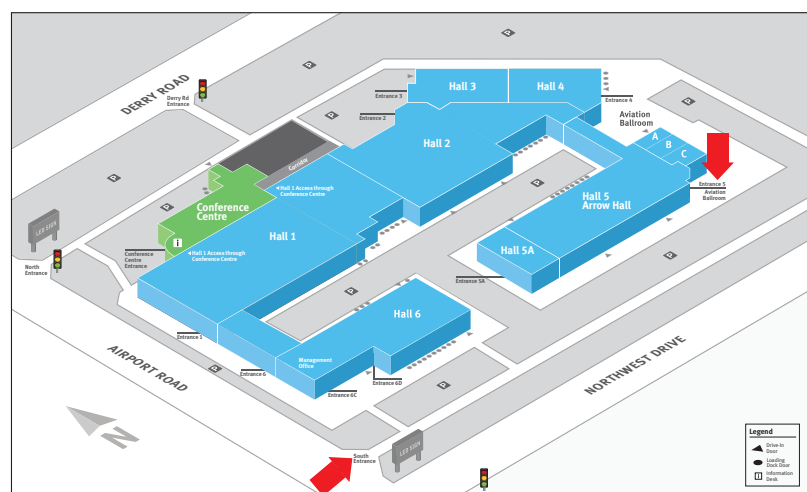 DERRY ROAD
Derry Rd
Entrance
Entrance 3
Hall 3
Hall 4
Entrance 4
Entrance 2
Hall 2
Aviation
Ballroom
A
B
C
Entrance 5
Aviation
Ballroom
Corridor
Hall 1 Access through
Conference Centre
Conference
Centre
i
Hall 5
Arrow Hall
Hall 1
Hall 1 Access through
Conference Centre
Hall 5A
Entrance 5A
LED SIGN
North
Entrance
Conference
Centre
Entrance
Entrance 1
Hall 6
Management
Office
Entrance 6
Entrance 6C
Entrance 6D
AIRPORT ROAD
NORTHWEST DRIVE
N
LED SIGN
South
Entrance
Legend
Drive-In
Door
Loading
Dock Door
i
Information
Desk